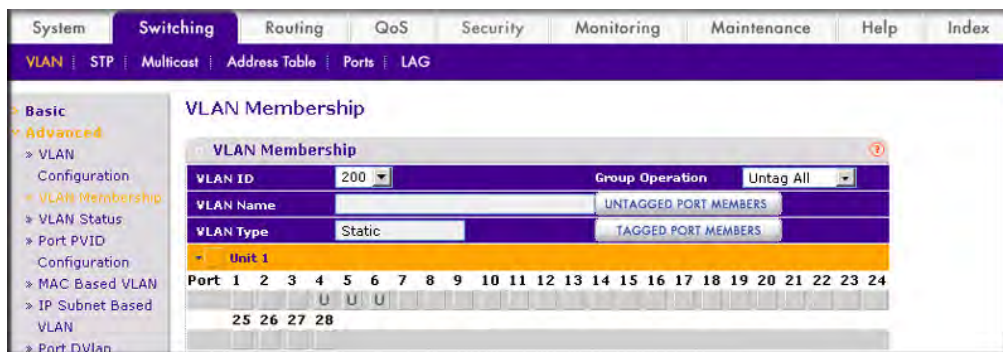 System Switching Routing QoS Security Monitoring Maintenance Help Index
VLAN STP Multicast Address Table Ports LAG
Basic
Advanced
» VLAN
Configuration
» VLAN Membership
» VLAN Status
» Port PVID
Configuration
» MAC Based VLAN
» IP Subnet Based
VLAN
» Port DVlan
VLAN Membership
VLAN Membership
VLAN ID 200 Group Operation Untag All
VLAN Name UNTAGGED PORT MEMBERS
VLAN Type Static TAGGED PORT MEMBERS
Unit 1
Port 1 2 3 4 5 6 7 8 9 10 11 12 13 14 15 16 17 18 19 20 21 22 23 24
U U U
25 26 27 28